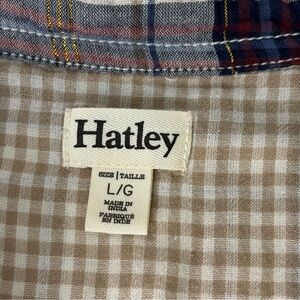 Hatley
SIZE | TAILLE
L/G
MADE IN
INDIA
FABRIQUÉ
EN INDE